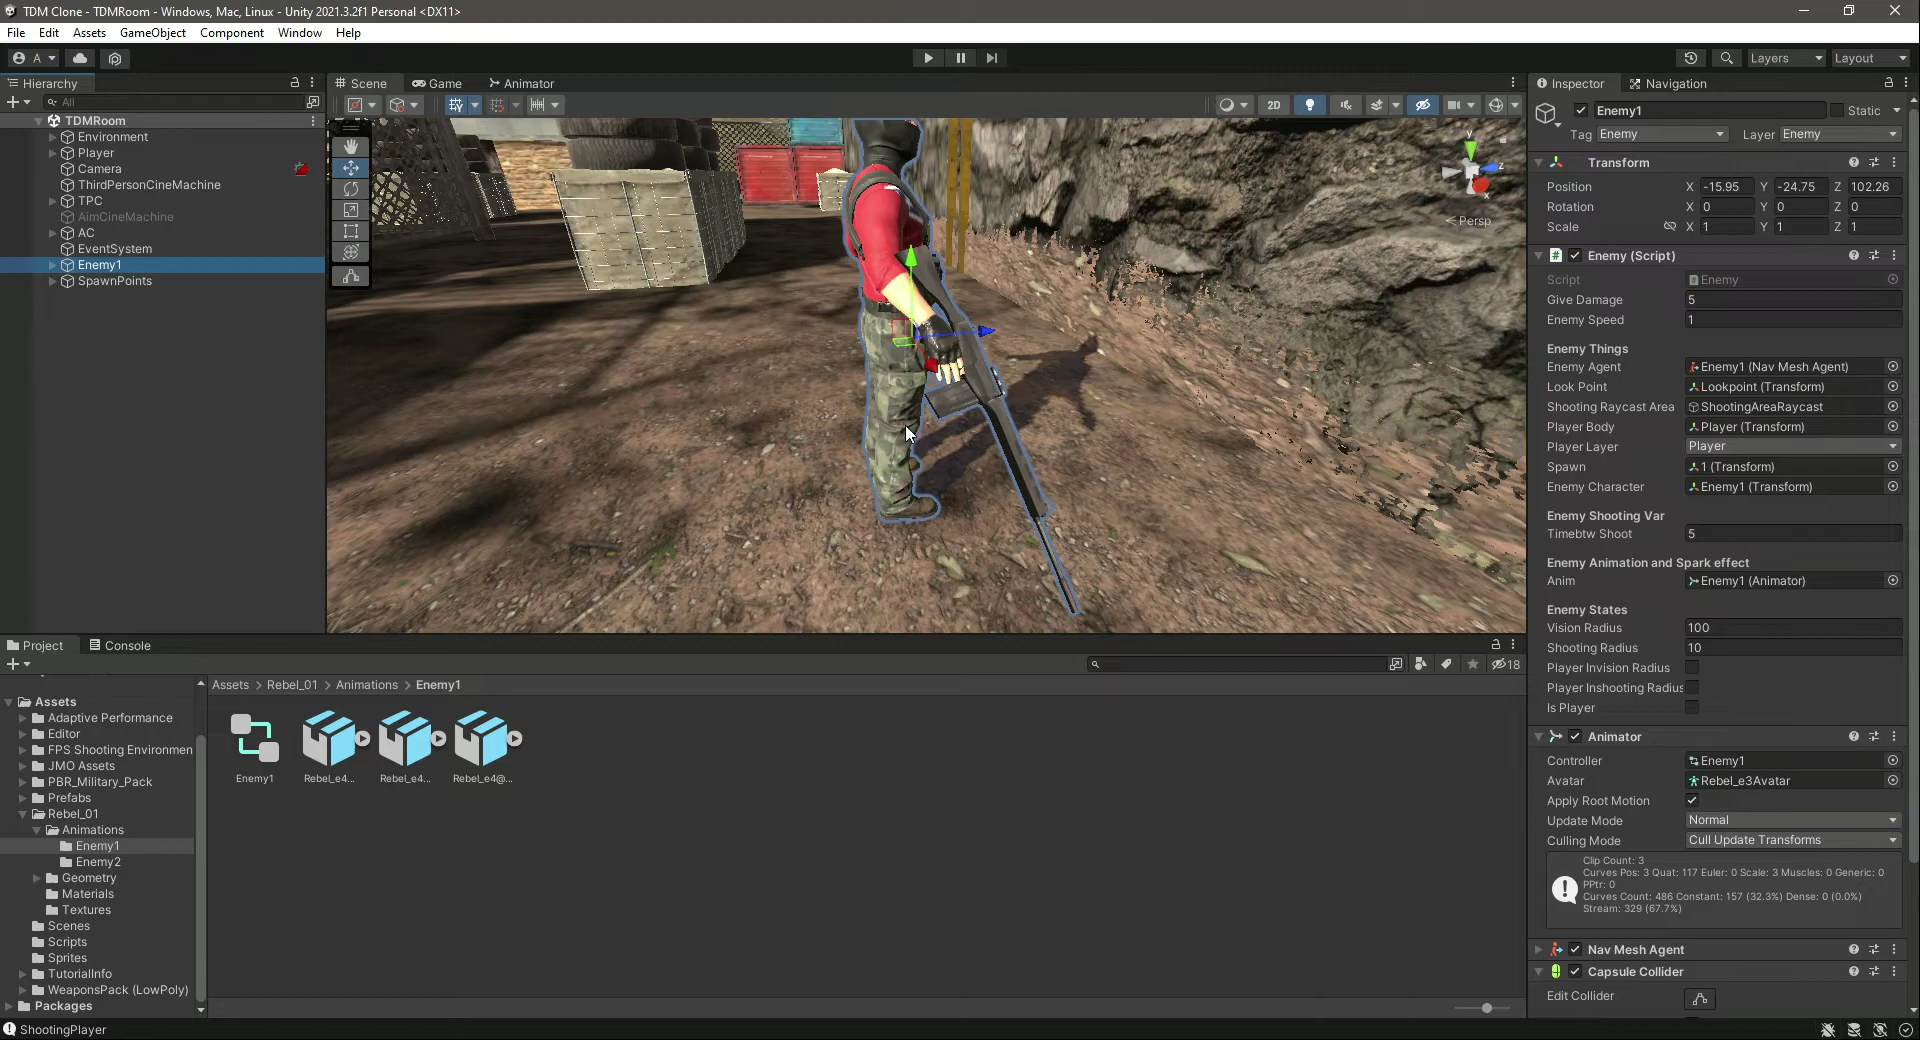 TDM Clone - TDMRoom - Windows, Mac, Linux - Unity 2021.3.2f1 Personal <DX11>
File Edit Assets GameObject Component Window Help
A Layers Layout
Hierarchy
All
TDMRoom
Environment
Player
Camera
ThirdPersonCineMachine
TPC
AimCineMachine
AC
EventSystem
Enemy1
SpawnPoints
Scene Game Animator
2D
y
z
x
Persp
Inspector Navigation
Enemy1 Static
Tag Enemy Layer Enemy
Transform
Position X -15.95 Y -24.75 Z 102.26
Rotation X 0 Y 0 Z 0
Scale X 1 Y 1 Z 1
Enemy (Script)
Script Enemy
Give Damage 5
Enemy Speed 1
Enemy Things
Enemy Agent Enemy1 (Nav Mesh Agent)
Look Point Lookpoint (Transform)
Shooting Raycast Area ShootingAreaRaycast
Player Body Player (Transform)
Player Layer Player
Spawn 1 (Transform)
Enemy Character Enemy1 (Transform)
Enemy Shooting Var
Timebtw Shoot 5
Enemy Animation and Spark effect
Anim Enemy1 (Animator)
Enemy States
Vision Radius 100
Shooting Radius 10
Player Invision Radius
Player Inshooting Radius
Is Player
Animator
Controller Enemy1
Avatar Rebel_e3Avatar
Apply Root Motion
Update Mode Normal
Culling Mode Cull Update Transforms
Clip Count: 3
Curves Pos: 3 Quat: 117 Euler: 0 Scale: 3 Muscles: 0 Generic: 0
PPtr: 0
Curves Count: 486 Constant: 157 (32.3%) Dense: 0 (0.0%)
Stream: 329 (67.7%)
Nav Mesh Agent
Capsule Collider
Edit Collider
Project Console
18
Assets
Adaptive Performance
Editor
FPS Shooting Environmen
JMO Assets
PBR_Military_Pack
Prefabs
Rebel_01
Animations
Enemy1
Enemy2
Geometry
Materials
Textures
Scenes
Scripts
Sprites
TutorialInfo
WeaponsPack (LowPoly)
Packages
Assets > Rebel_01 > Animations > Enemy1
Enemy1 Rebel_e4... Rebel_e4... Rebel_e4@...
ShootingPlayer